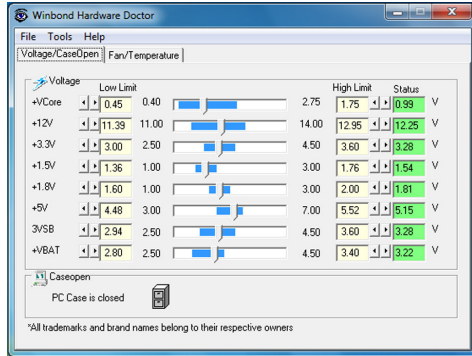 Winbond Hardware Doctor
File Tools Help
Voltage/CaseOpen Fan/Temperature
Voltage Low Limit High Limit Status
+VCore 0.45 0.40 2.75 1.75 0.99 V
+12V 11.39 11.00 14.00 12.95 12.25 V
+3.3V 3.00 2.50 4.50 3.60 3.28 V
+1.5V 1.36 1.00 3.00 1.76 1.54 V
+1.8V 1.60 1.00 3.00 2.00 1.81 V
+5V 4.48 3.00 7.00 5.52 5.15 V
3VSB 2.94 2.50 4.50 3.60 3.28 V
+VBAT 2.80 2.50 4.50 3.40 3.22 V
Caseopen
PC Case is closed
*All trademarks and brand names belong to their respective owners